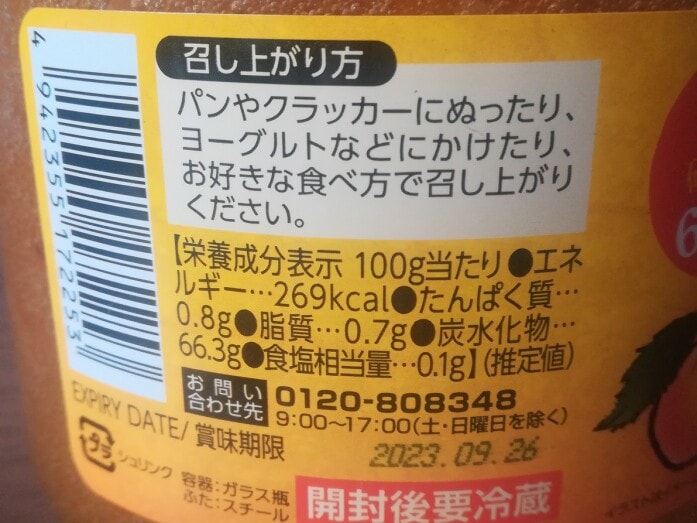 召し上がり方
パンやクラッカーにぬったり、
ヨーグルトなどにかけたり、
お好きな食べ方で召し上がり
ください。
【栄養成分表示 100g当たり●エネ
ルギー…269kcal●たんぱく質…
0.8g●脂質…0.7g●炭水化物…
66.3g●食塩相当量…0.1g】(推定値)
お問い
合わせ先
0120-808348
9:00〜17:00(土・日曜日を除く)
EXPIRY DATE/賞味期限
2023.09.26
プラ
シュリンク
容器:ガラス瓶
ふた:スチール
開封後要冷蔵
4 942355 172253
6